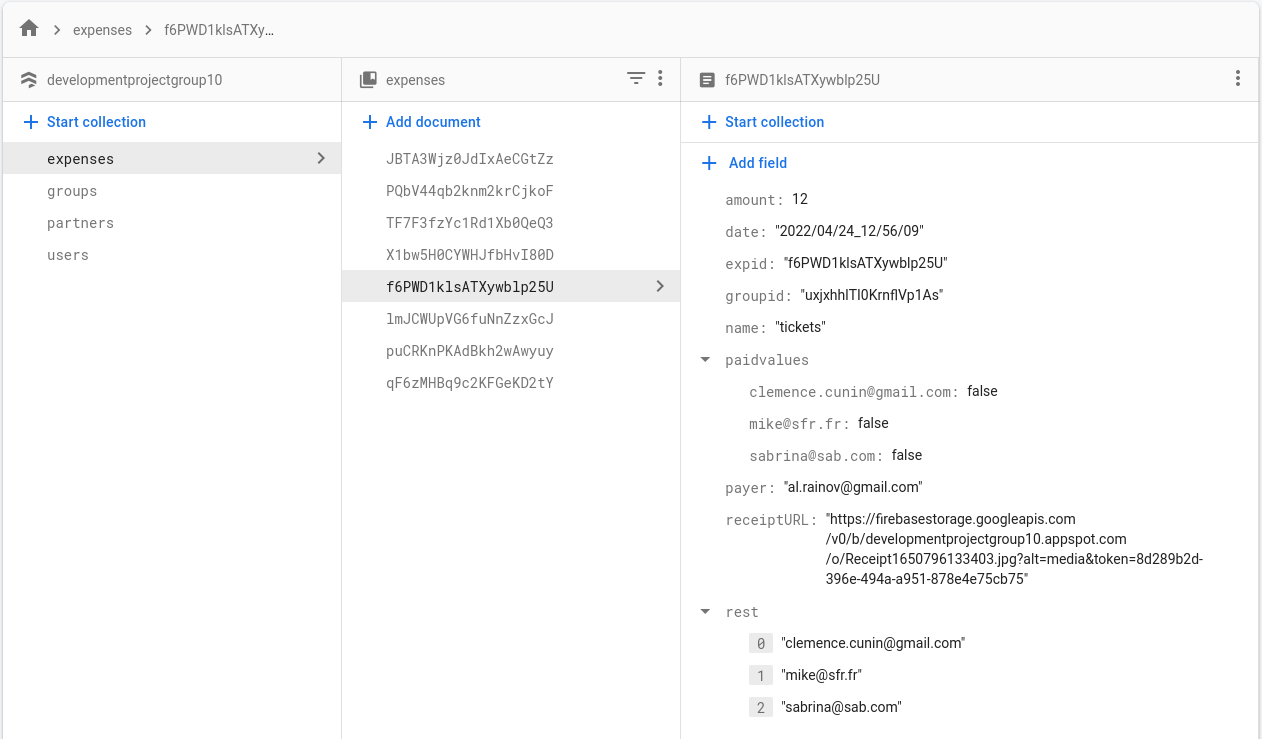 expenses
f6PWD1klsATXy...
developmentprojectgroup10
expenses
f6PWD1klsATXywblp25U
Start collection
Add document
Start collection
expenses
groups
partners
users
JBTA3Wjz0JdIxAeCGtZz
PQbV44qb2knm2krCjkoF
TF7F3fzYc1Rd1Xb0QeQ3
X1bw5H0CYWHJfbHvI80D
f6PWD1klsATXywblp25U
lmJCWUpVG6fuNnZzxGcJ
puCRKnPKAdBkh2wAwyuy
qF6zMHBq9c2KFGeKD2tY
Add field
amount: 12
date: "2022/04/24_12/56/09"
expid: "f6PWD1klsATXywblp25U"
groupid: "uxjxhhITI0KrnflVp1As"
name: "tickets"
paidvalues
clemence.cunin@gmail.com: false
mike@sfr.fr: false
sabrina@sab.com: false
payer: "al.rainov@gmail.com"
receiptURL: "https://firebasestorage.googleapis.com
/v0/b/developmentprojectgroup10.appspot.com
/o/Receipt1650796133403.jpg?alt=media&token=8d289b2d-
396e-494a-a951-878e4e75cb75"
rest
0 "clemence.cunin@gmail.com"
1 "mike@sfr.fr"
2 "sabrina@sab.com"